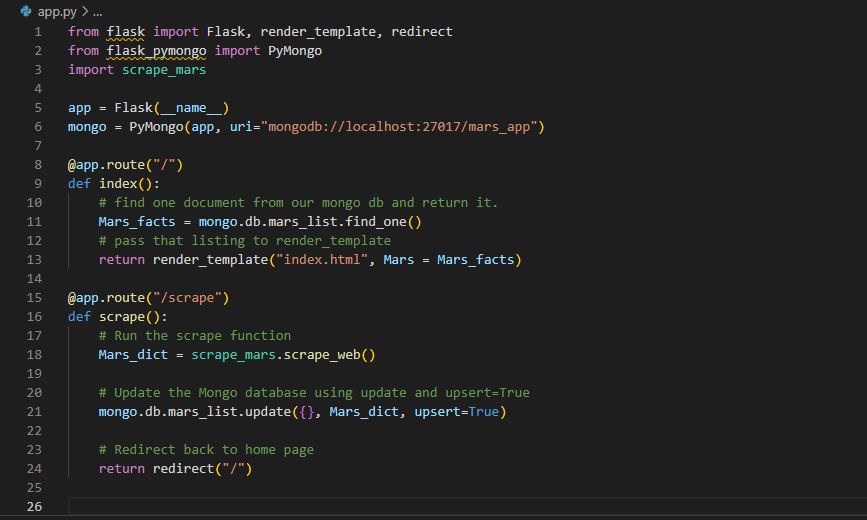 app.py > ...
1 from flask import Flask, render_template, redirect
2 from flask_pymongo import PyMongo
3 import scrape_mars
4
5 app = Flask(__name__)
6 mongo = PyMongo(app, uri="mongodb://localhost:27017/mars_app")
7
8 @app.route("/")
9 def index():
10     # find one document from our mongo db and return it.
11     Mars_facts = mongo.db.mars_list.find_one()
12     # pass that listing to render_template
13     return render_template("index.html", Mars = Mars_facts)
14
15 @app.route("/scrape")
16 def scrape():
17     # Run the scrape function
18     Mars_dict = scrape_mars.scrape_web()
19
20     # Update the Mongo database using update and upsert=True
21     mongo.db.mars_list.update({}, Mars_dict, upsert=True)
22
23     # Redirect back to home page
24     return redirect("/")
25
26